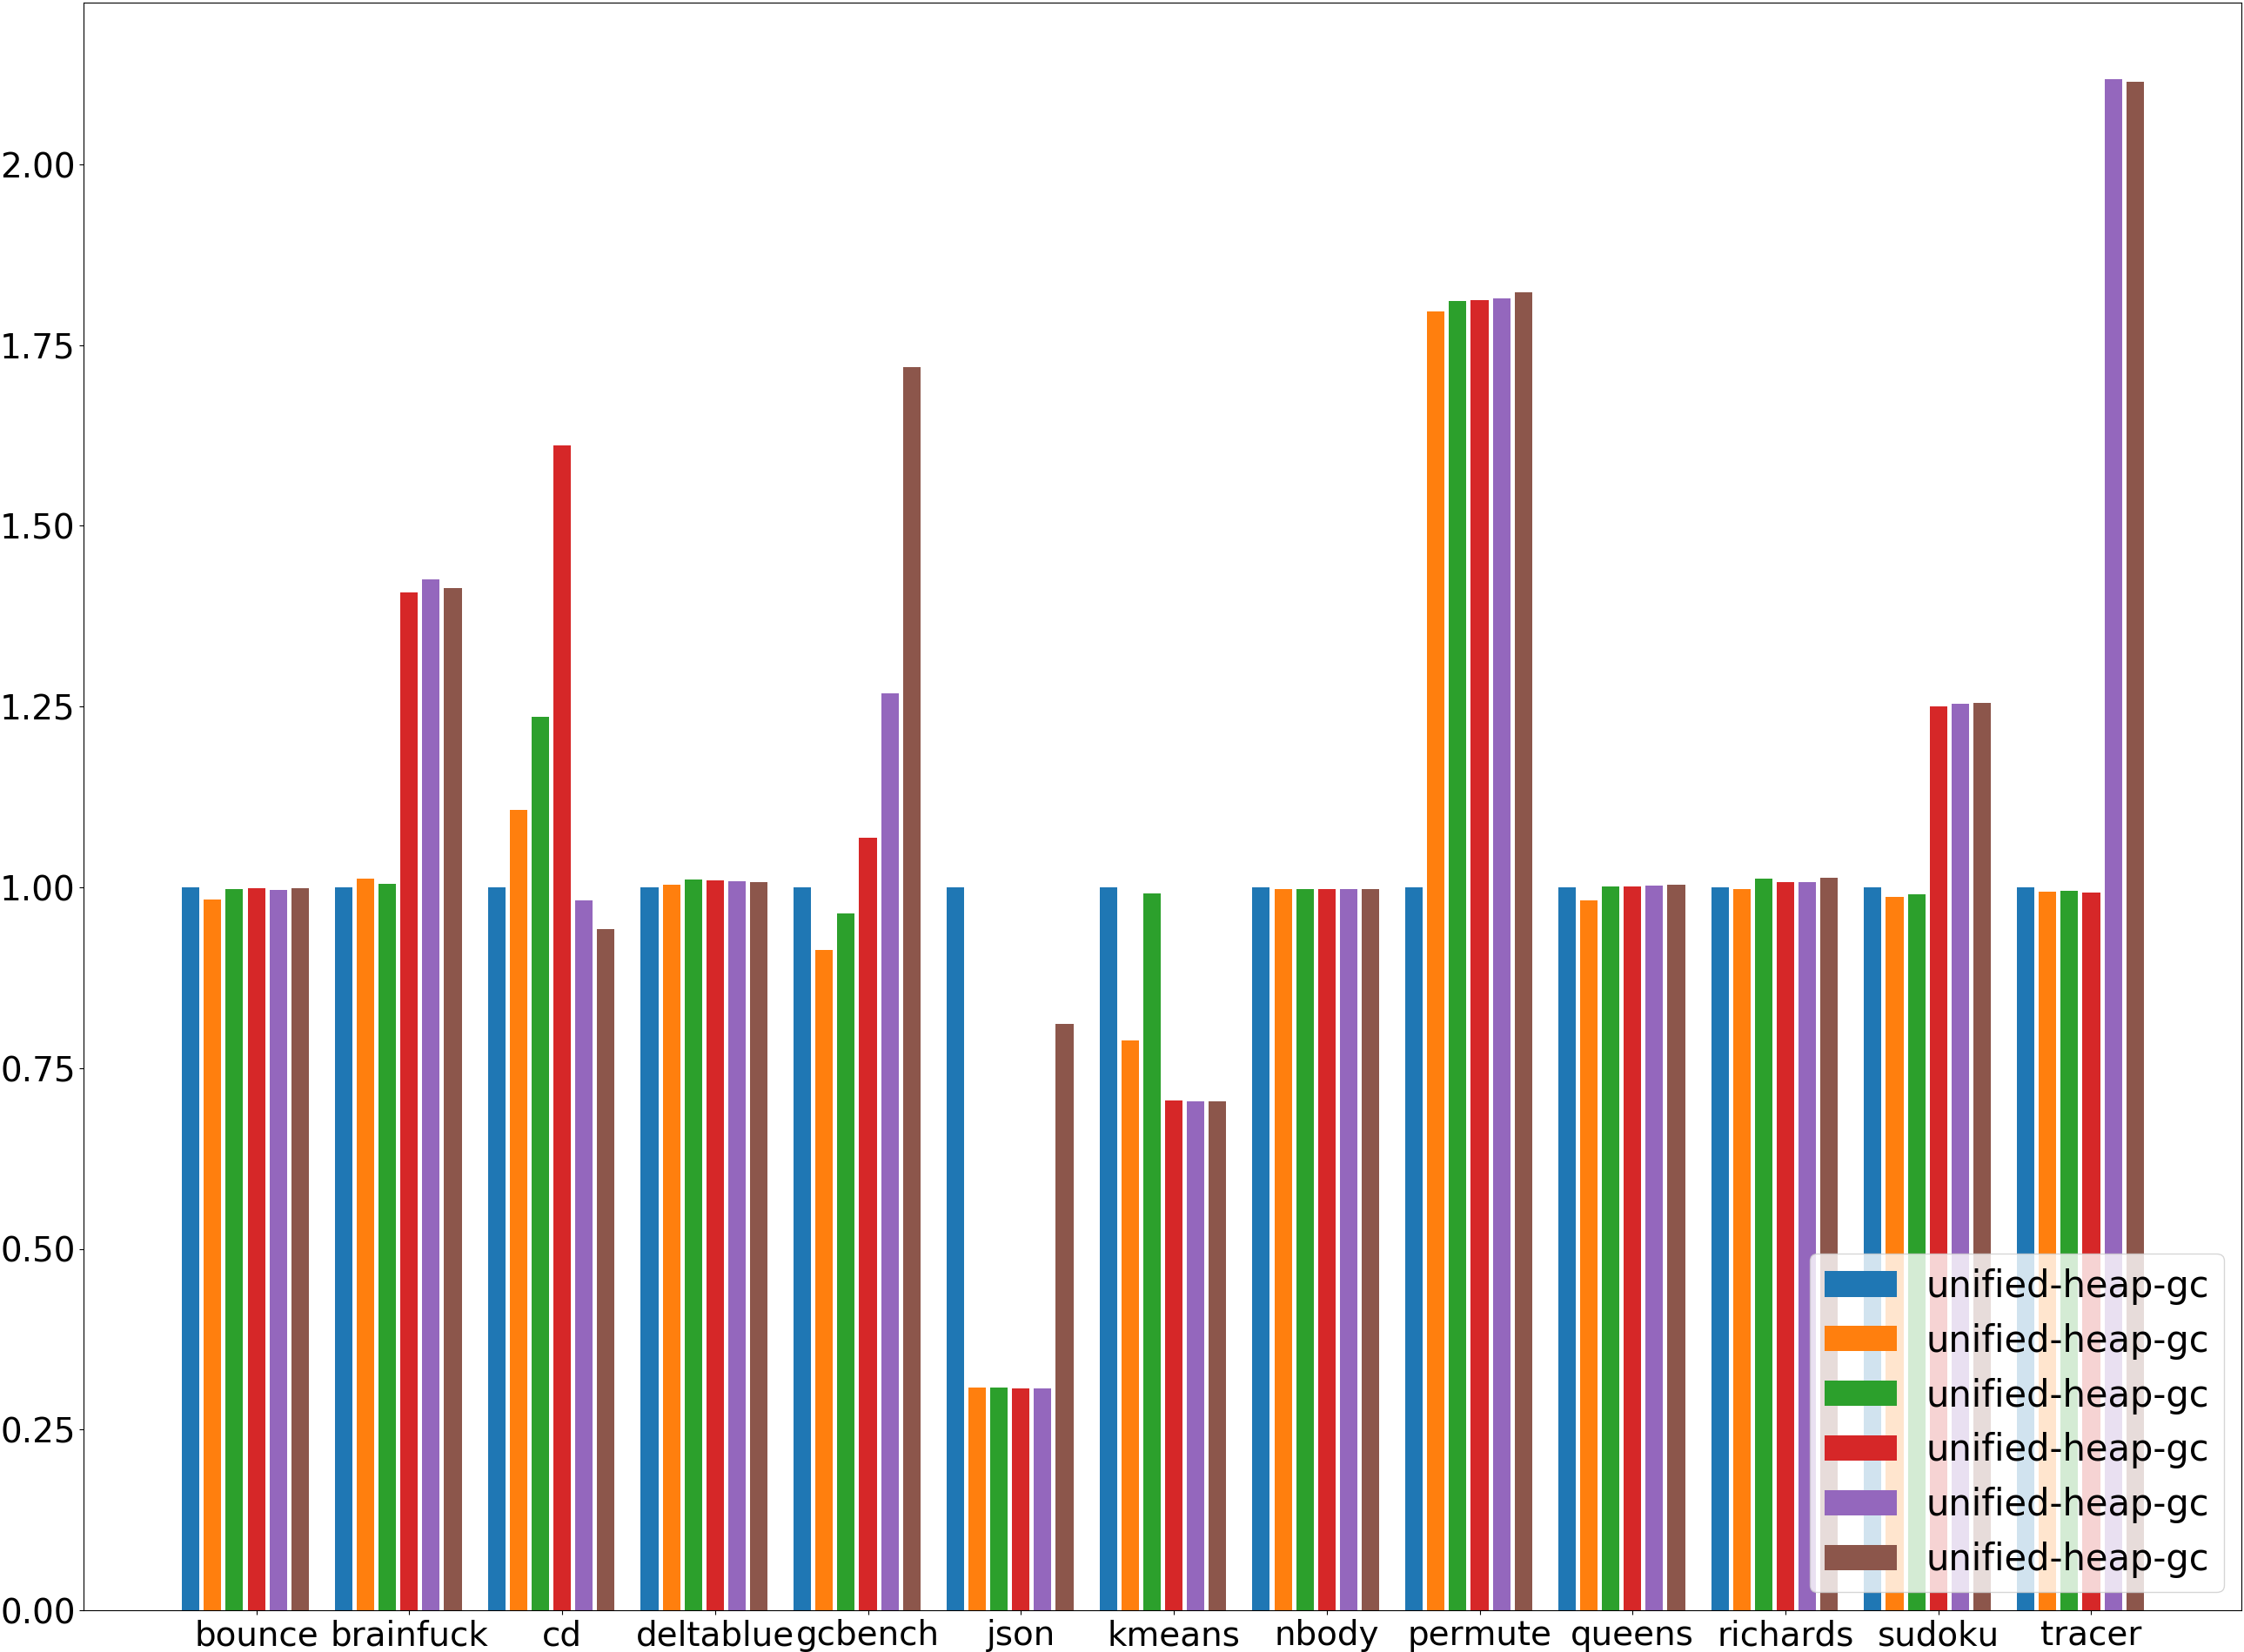 2.00
1.75
1.50
1.25
1.00
0.75
0.50
0.25
0.00
bounce brainfuck cd deltablue gcbench json kmeans nbody permute queens richards sudoku tracer
unified-heap-gc
unified-heap-gc
unified-heap-gc
unified-heap-gc
unified-heap-gc
unified-heap-gc